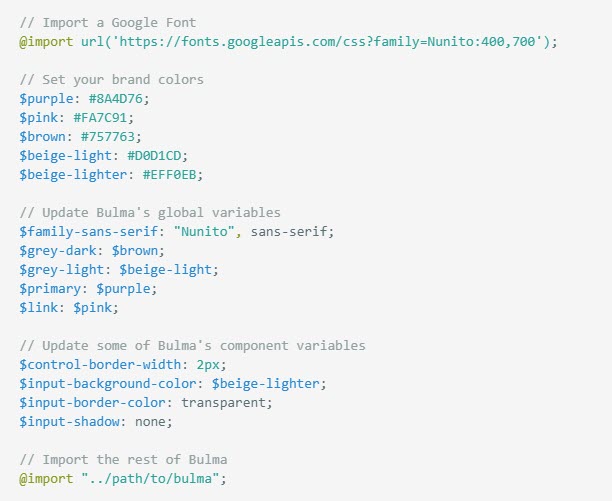 // Import a Google Font
@import url('https://fonts.googleapis.com/css?family=Nunito:400,700');
// Set your brand colors
$purple: #8A4D76;
$pink: #FA7C91;
$brown: #757763;
$beige-light: #D0D1CD;
$beige-lighter: #EFF0EB;
// Update Bulma's global variables
$family-sans-serif: "Nunito", sans-serif;
$grey-dark: $brown;
$grey-light: $beige-light;
$primary: $purple;
$link: $pink;
// Update some of Bulma's component variables
$control-border-width: 2px;
$input-background-color: $beige-lighter;
$input-border-color: transparent;
$input-shadow: none;
// Import the rest of Bulma
@import "../path/to/bulma";